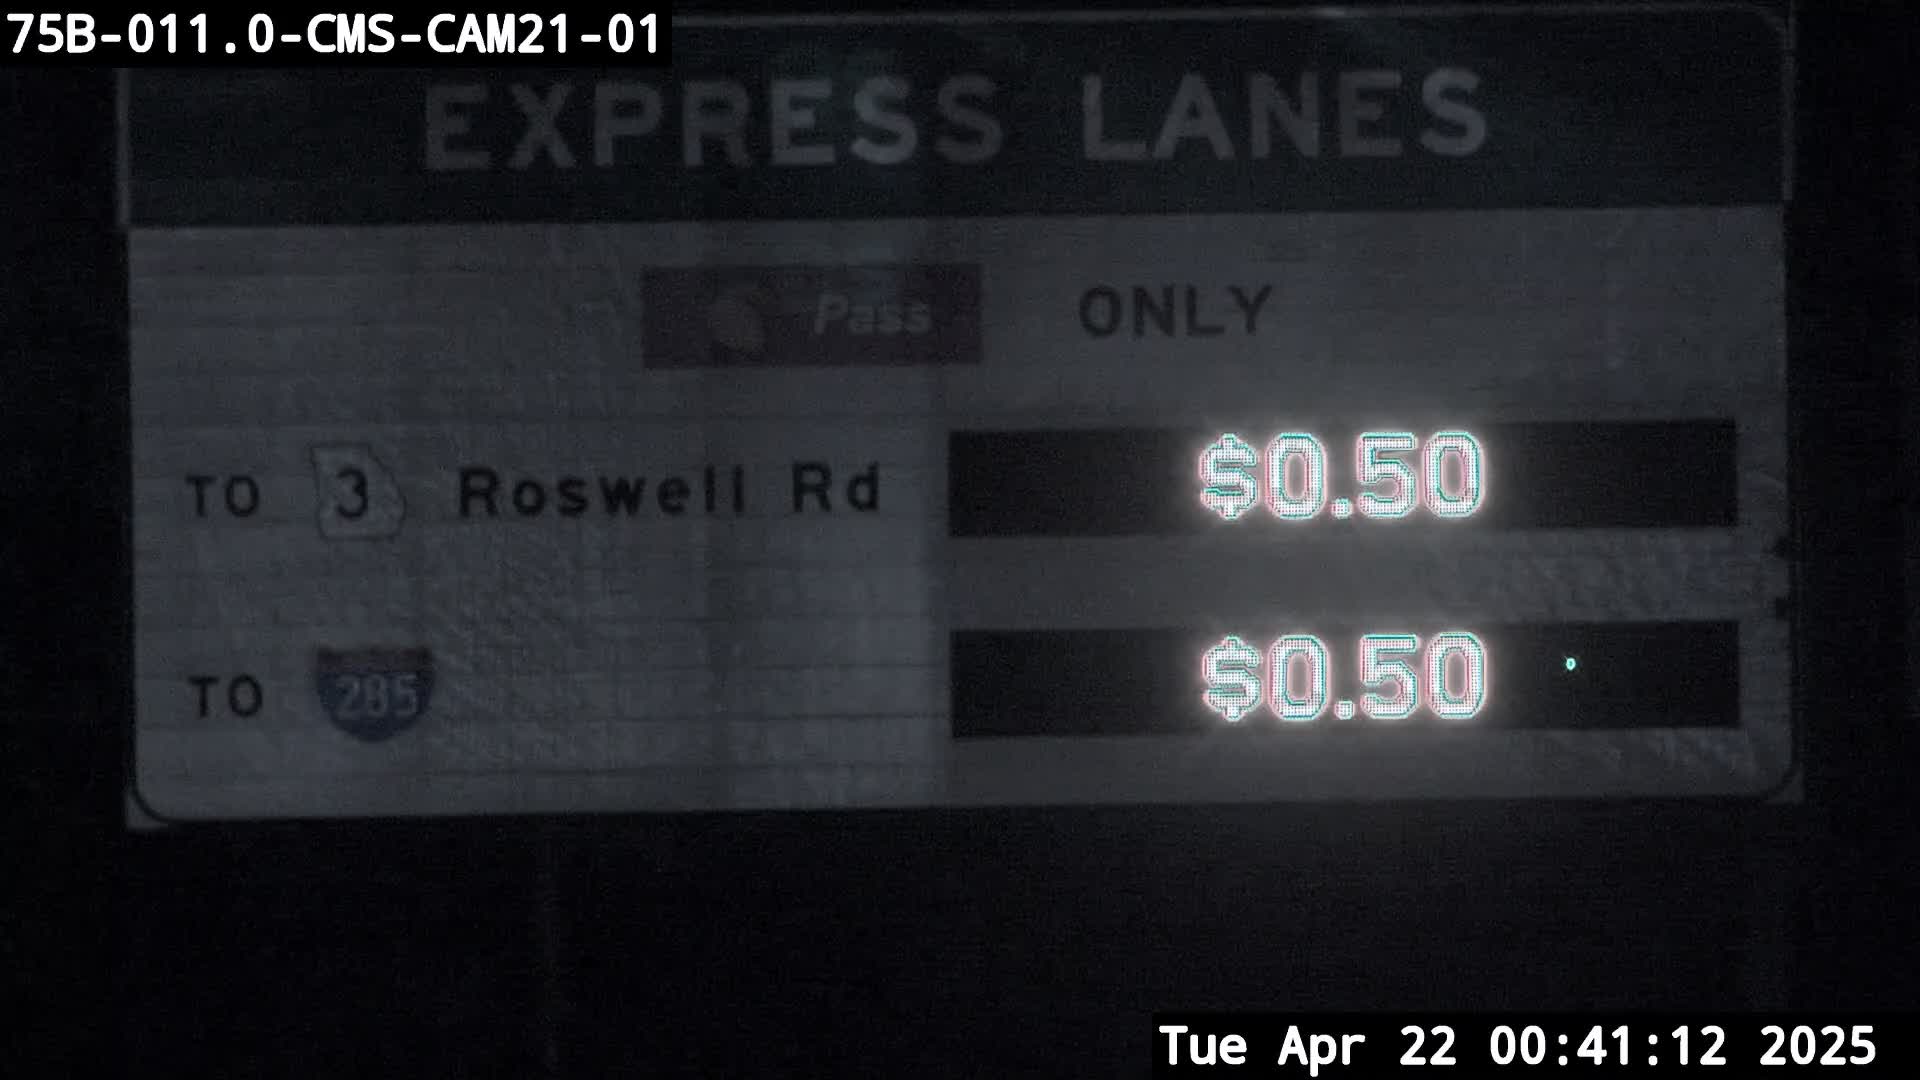 75B-011.0-CMS-CAM21-01
EXPRESS LANES
Pass ONLY
TO 3 Roswell Rd $0.50
TO 285 $0.50
Tue Apr 22 00:41:12 2025